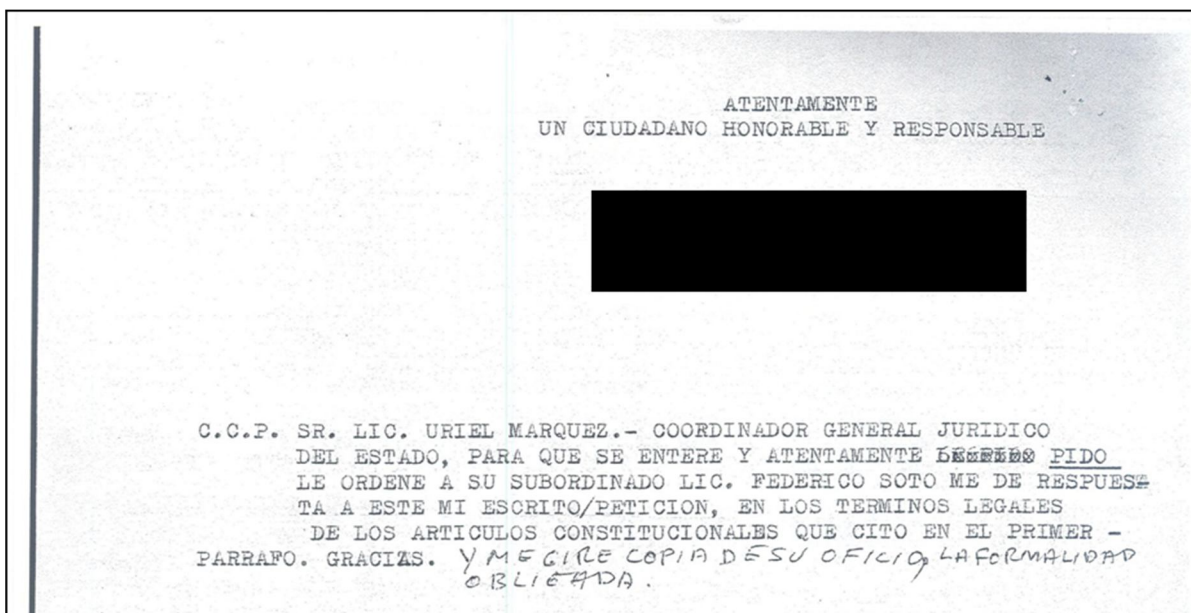 ATENTAMENTE
UN CIUDADANO HONORABLE Y RESPONSABLE
C.C.P. SR. LIC. URIEL MARQUEZ.- COORDINADOR GENERAL JURIDICO
DEL ESTADO, PARA QUE SE ENTERE Y ATENTAMENTE PIDO
LE ORDENE A SU SUBORDINADO LIC. FEDERICO SOTO ME DE RESPUES
TA A ESTE MI ESCRITO/PETICION, EN LOS TERMINOS LEGALES
DE LOS ARTICULOS CONSTITUCIONALES QUE CITO EN EL PRIMER -
PARRAFO. GRACIAS. Y ME GIRE COPIA DE SU OFICIO, LA FORMALIDAD
OBLIGADA.